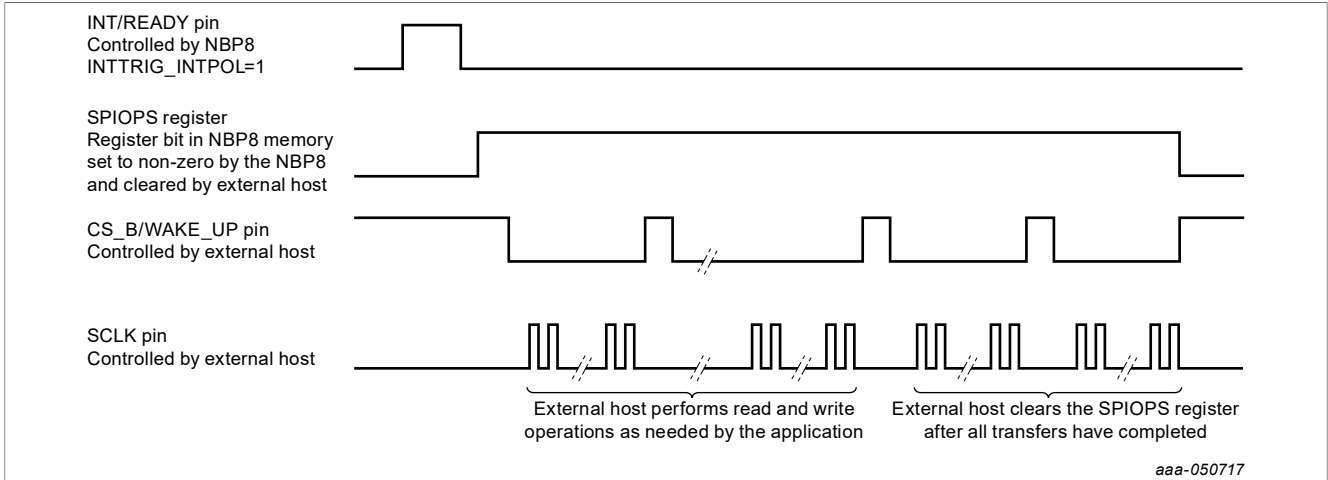 INT/READY pin
Controlled by NBP8
INTTRIG_INTPOL=1
SPIOPS register
Register bit in NBP8 memory
set to non-zero by the NBP8
and cleared by external host
CS_B/WAKE_UP pin
Controlled by external host
SCLK pin
Controlled by external host
External host performs read and write
operations as needed by the application
External host clears the SPIOPS register
after all transfers have completed
aaa-050717